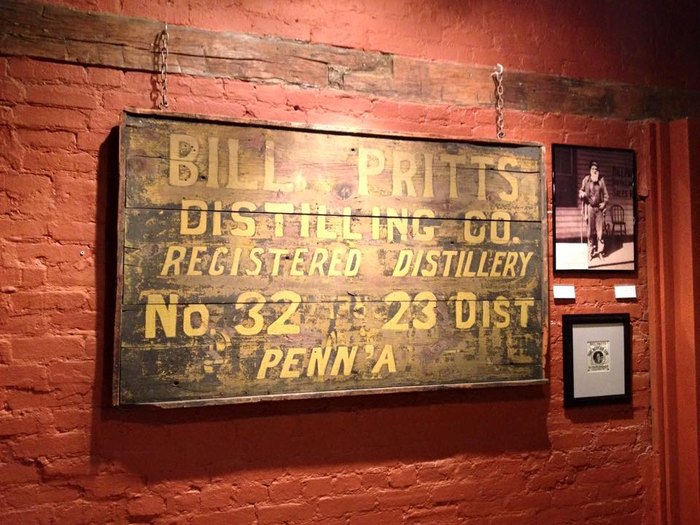 BILL PRITTS
DISTILLING CO.
REGISTERED DISTILLERY
No. 32 23 DIST
PENN'A